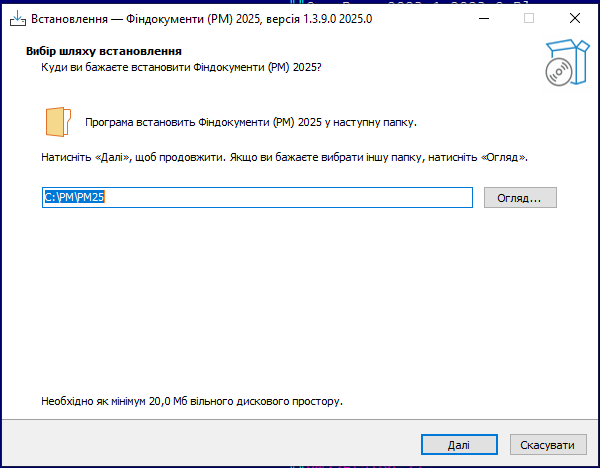 Встановлення — Фіндокументи (PM) 2025, версія 1.3.9.0 2025.0
Вибір шляху встановлення
Куди ви бажаєте встановити Фіндокументи (PM) 2025?
Програма встановить Фіндокументи (PM) 2025 у наступну папку.
Натисніть «Далі», щоб продовжити. Якщо ви бажаєте вибрати іншу папку, натисніть «Огляд».
C:\PM\PM25
Огляд...
Необхідно як мінімум 20,0 Мб вільного дискового простору.
Далі
Скасувати